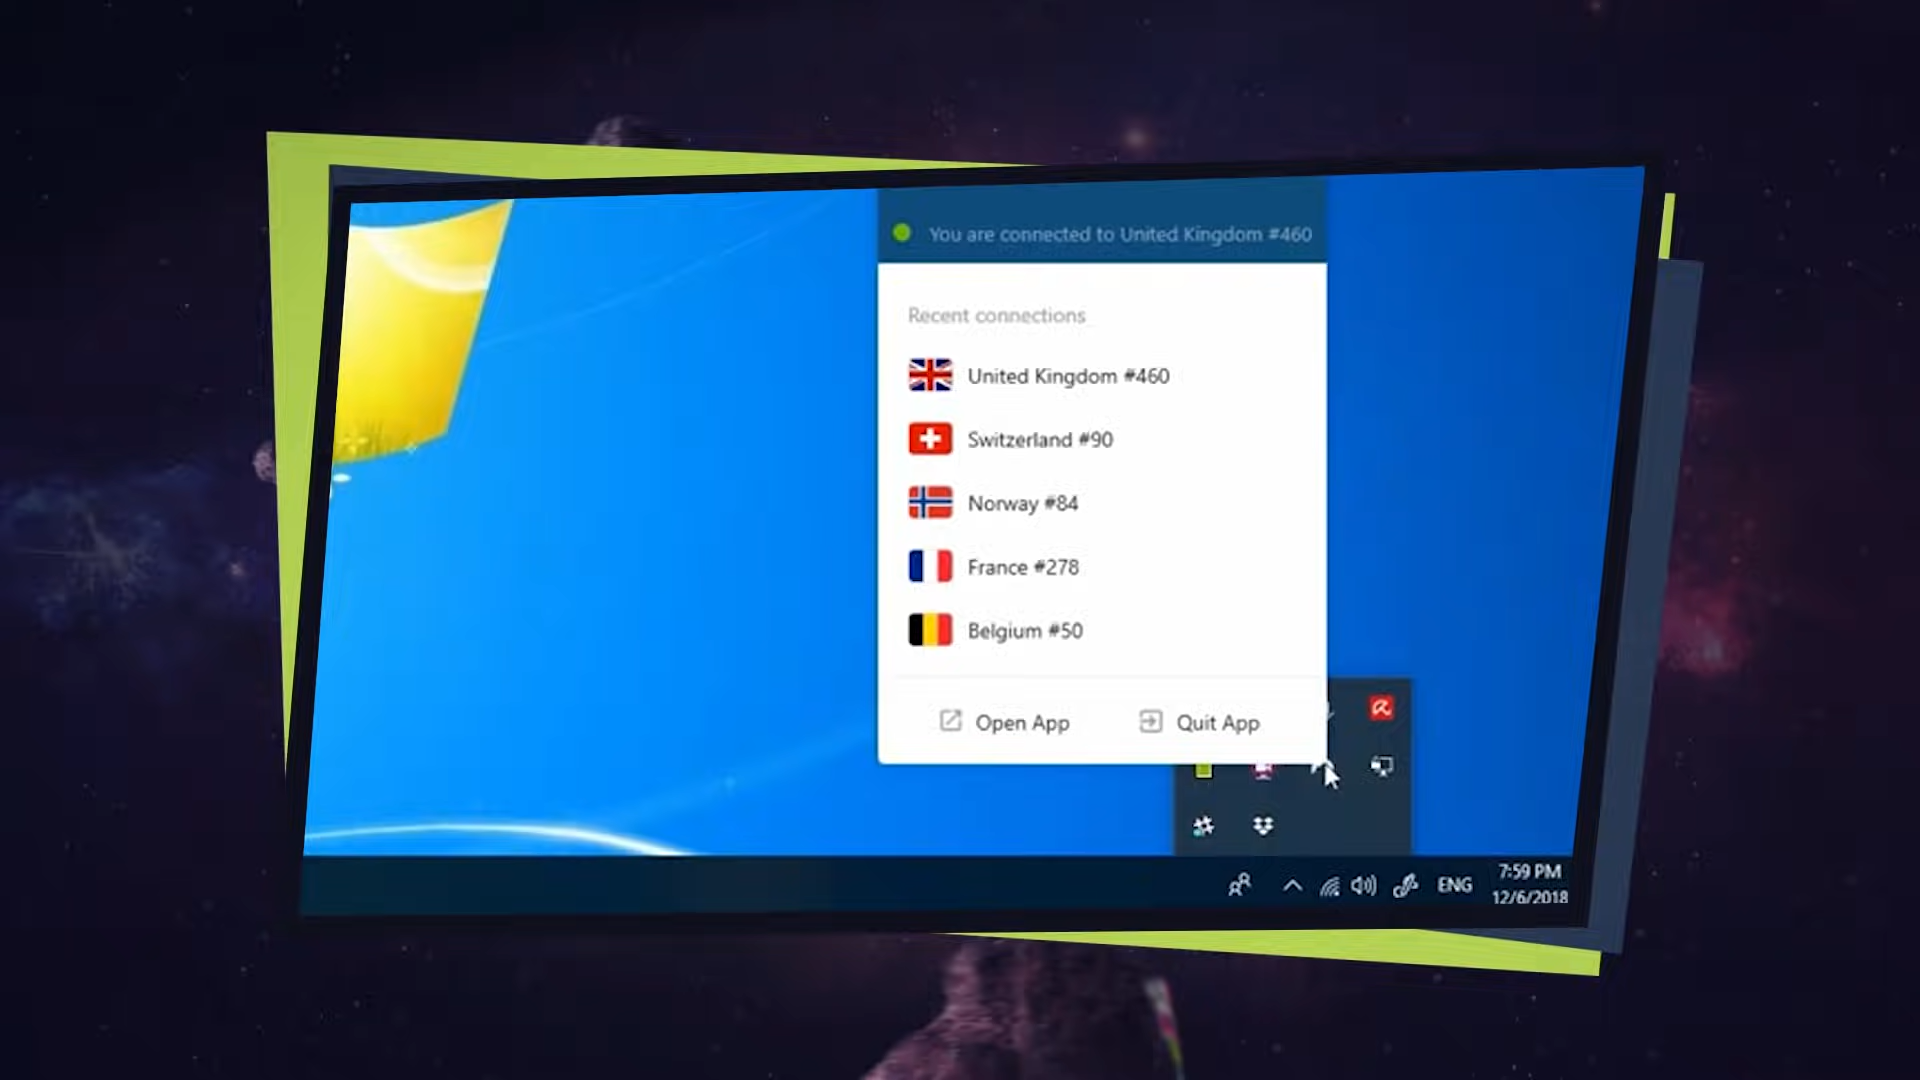 You are connected to United Kingdom #460
Recent connections
United Kingdom #460
Switzerland #90
Norway #84
France #278
Belgium #50
Open App
Quit App
ENG
7:59 PM
12/6/2018